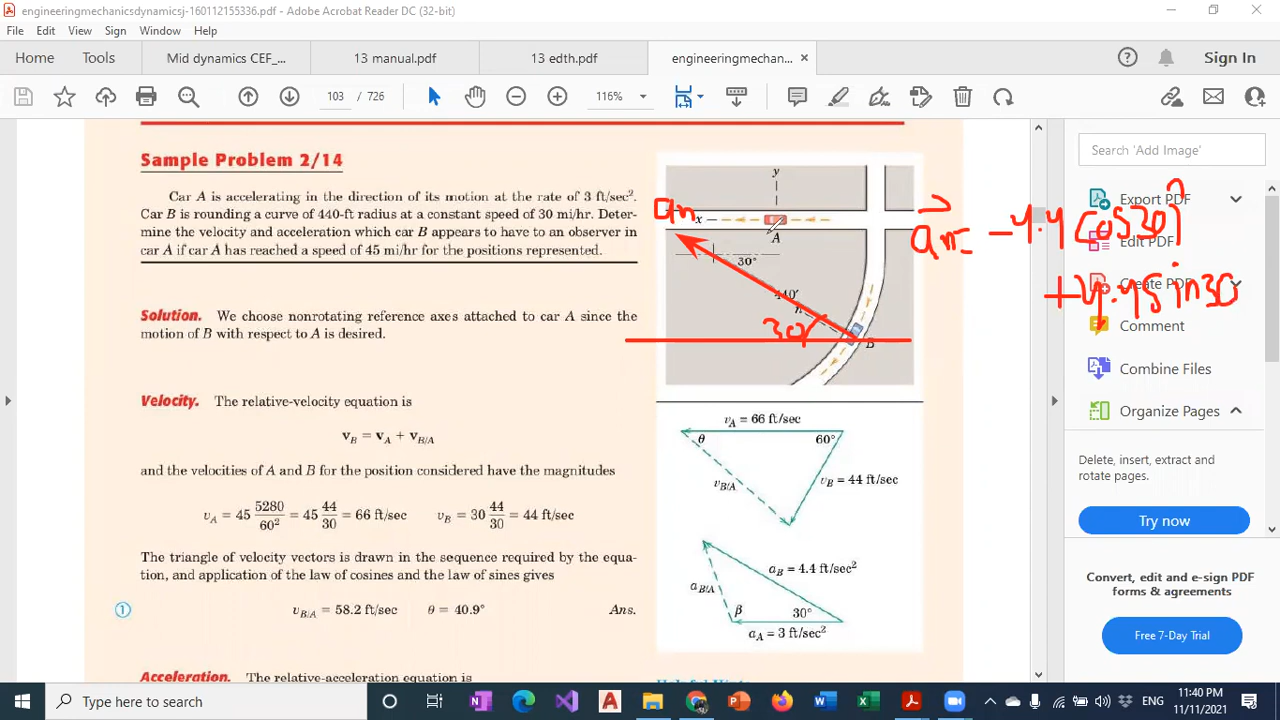 engineeringmechanicsdynamicsj-160112155336.pdf - Adobe Acrobat Reader DC (32-bit)
File Edit View Sign Window Help
Home Tools Mid dynamics CEF_... 13 manual.pdf 13 edth.pdf engineeringmechan... × Sign In
103 / 726 116%
Sample Problem 2/14
Car A is accelerating in the direction of its motion at the rate of 3 ft/sec².
Car B is rounding a curve of 440-ft radius at a constant speed of 30 mi/hr. Deter-
mine the velocity and acceleration which car B appears to have to an observer in
car A if car A has reached a speed of 45 mi/hr for the positions represented.
Solution. We choose nonrotating reference axes attached to car A since the
motion of B with respect to A is desired.
Velocity. The relative-velocity equation is
v_B = v_A + v_B/A
and the velocities of A and B for the position considered have the magnitudes
v_A = 45 5280/60² = 45 44/30 = 66 ft/sec v_B = 30 44/30 = 44 ft/sec
The triangle of velocity vectors is drawn in the sequence required by the equa-
tion, and application of the law of cosines and the law of sines gives
① v_B/A = 58.2 ft/sec θ = 40.9° Ans.
Acceleration. The relative-acceleration equation is
y
an x
A
30°
440′
n
30
B
an = -4.4 Cos30 î
+4.4 Sin30
v_A = 66 ft/sec
θ 60°
v_B/A v_B = 44 ft/sec
a_B = 4.4 ft/sec²
a_B/A
β 30°
a_A = 3 ft/sec²
Helpful Hints
Search 'Add Image'
Export PDF
Edit PDF
Create PDF
Comment
Combine Files
Organize Pages
Delete, insert, extract and
rotate pages.
Try now
Convert, edit and e-sign PDF
forms & agreements
Free 7-Day Trial
Type here to search
ENG
11:40 PM
11/11/2021